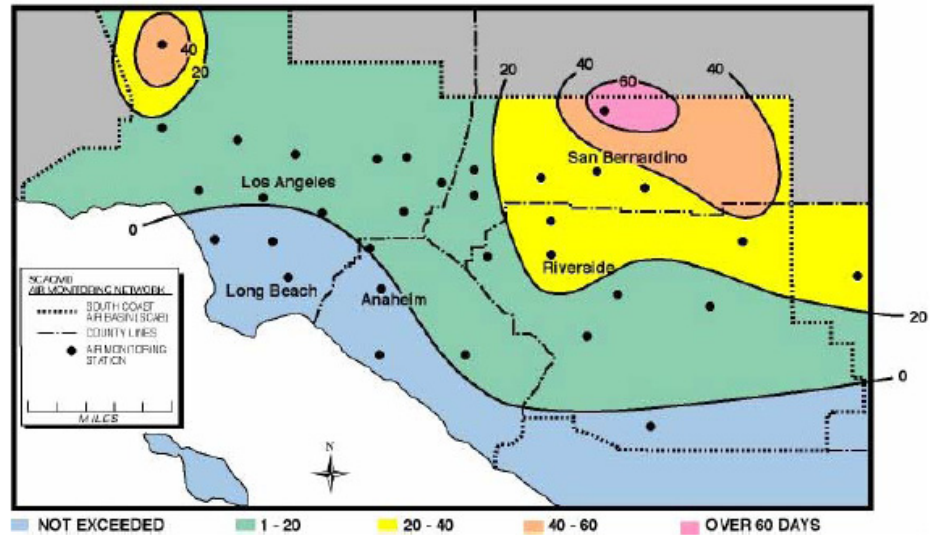 40
20
20
40
60
40
San Bernardino
Los Angeles
0
Riverside
Long Beach
Anaheim
20
0
AIR MONITORING NETWORK
SOUTH COAST
AIR BASIN (SCAB)
COUNTY LINES
AIR MONITORING
STATION
MILES
N
NOT EXCEEDED
1 - 20
20 - 40
40 - 60
OVER 60 DAYS